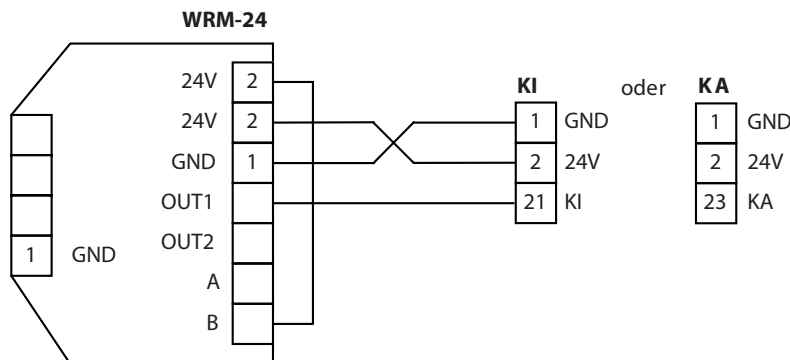 WRM-24
24V 2
24V 2
GND 1
OUT1
OUT2
A
B
1 GND
KI oder KA
1 GND
2 24V
21 KI
1 GND
2 24V
23 KA